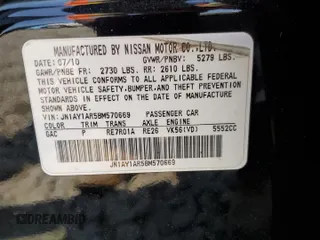 MANUFACTURED BY NISSAN MOTOR CO.,LTD.
DATE: 07/10 GVWR/PNBV: 5279 LBS.
GAWR/PNBE FR: 2730 LBS. RR: 2610 LBS.
THIS VEHICLE CONFORMS TO ALL APPLICABLE FEDERAL
MOTOR VEHICLE SAFETY, BUMPER, AND THEFT PREVENTION
STANDARDS IN EFFECT ON THE DATE OF MANUFACTURE
SHOWN ABOVE.
VIN: JN1AY1AR5BM570669 PASSENGER CAR
COLOR TRIM TRANS AXLE ENGINE
GAC P RE7R01A RE26 VK56(VD) 5552CC
JN1AY1AR5BM570669
DREAMBID